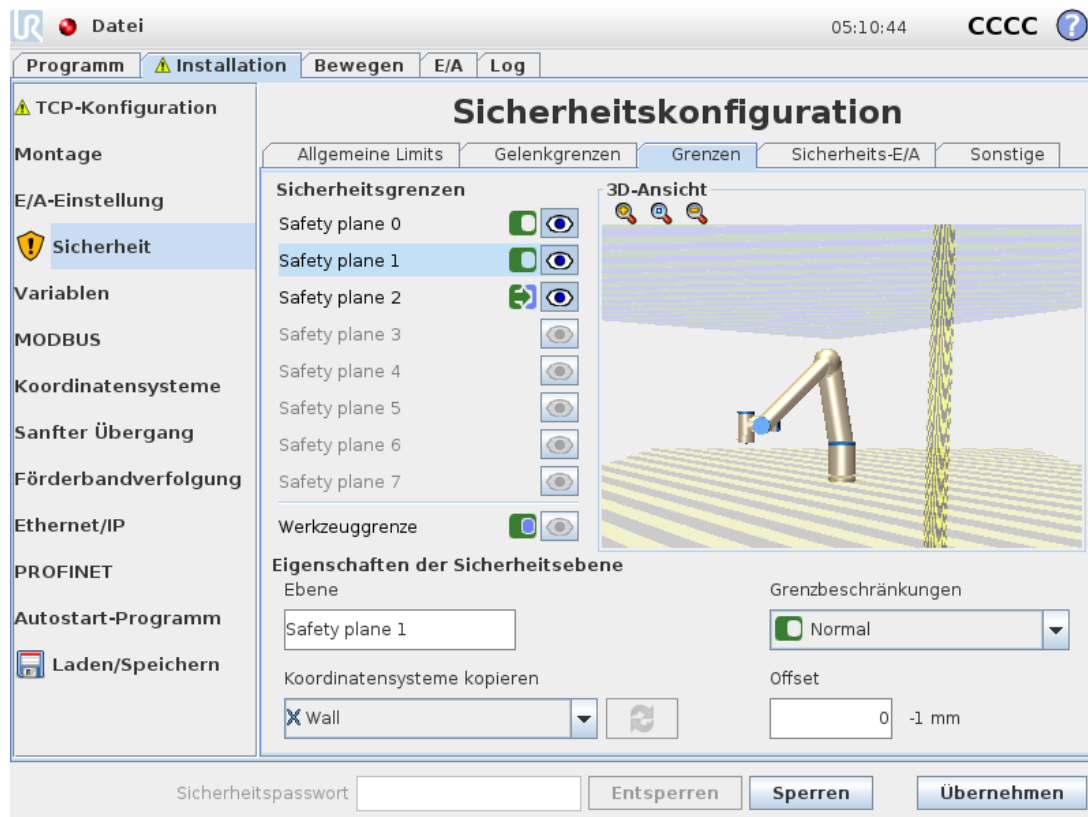 UR Datei 05:10:44 CCCC ?
Programm Installation Bewegen E/A Log
TCP-Konfiguration
Montage
E/A-Einstellung
Sicherheit
Variablen
MODBUS
Koordinatensysteme
Sanfter Übergang
Förderbandverfolgung
Ethernet/IP
PROFINET
Autostart-Programm
Laden/Speichern
Sicherheitskonfiguration
Allgemeine Limits Gelenkgrenzen Grenzen Sicherheits-E/A Sonstige
Sicherheitsgrenzen
Safety plane 0
Safety plane 1
Safety plane 2
Safety plane 3
Safety plane 4
Safety plane 5
Safety plane 6
Safety plane 7
Werkzeuggrenze
3D-Ansicht
Eigenschaften der Sicherheitsebene
Ebene
Safety plane 1
Grenzbeschränkungen
Normal
Koordinatensysteme kopieren
Wall
Offset
0 -1 mm
Sicherheitspasswort Entsperren Sperren Übernehmen